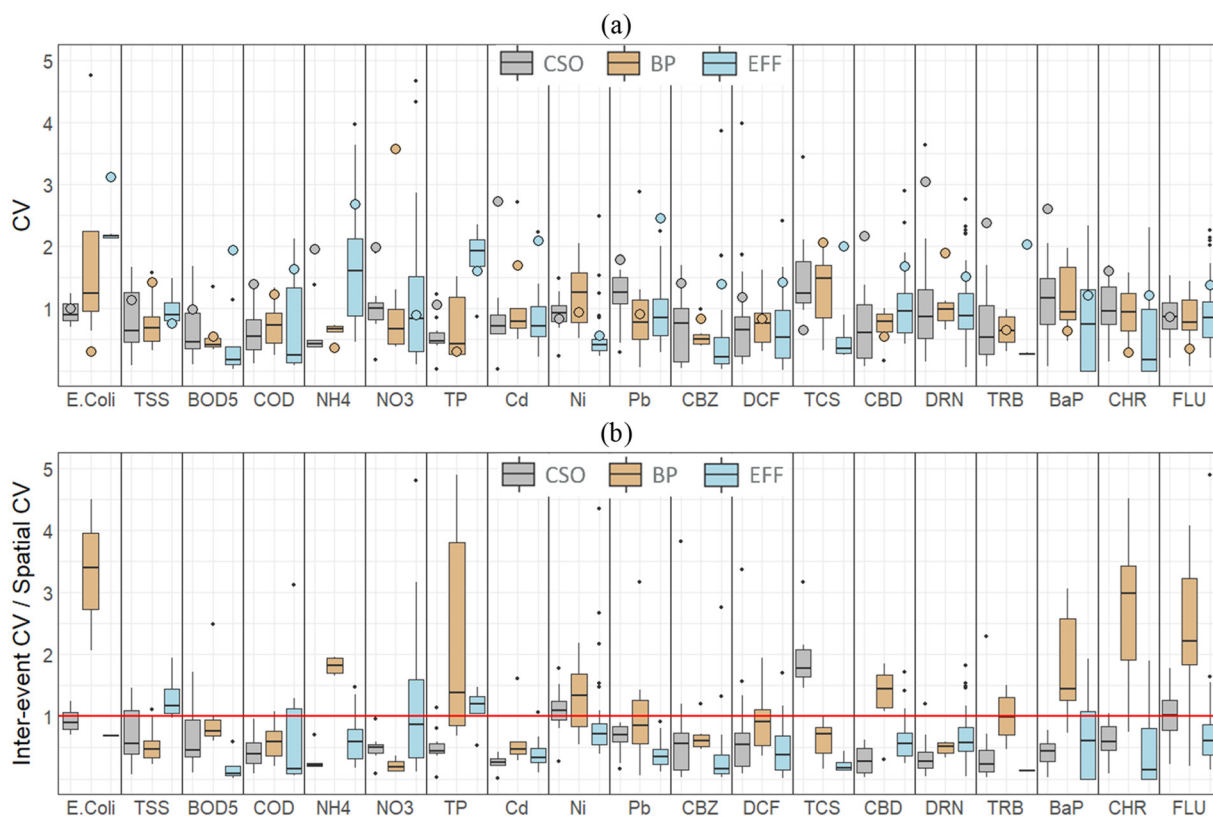 (a)
CSO BP EFF
5
4
3
2
1
CV
E.Coli TSS BOD5 COD NH4 NO3 TP Cd Ni Pb CBZ DCF TCS CBD DRN TRB BaP CHR FLU
(b)
CSO BP EFF
5
4
3
2
1
Inter-event CV / Spatial CV
E.Coli TSS BOD5 COD NH4 NO3 TP Cd Ni Pb CBZ DCF TCS CBD DRN TRB BaP CHR FLU